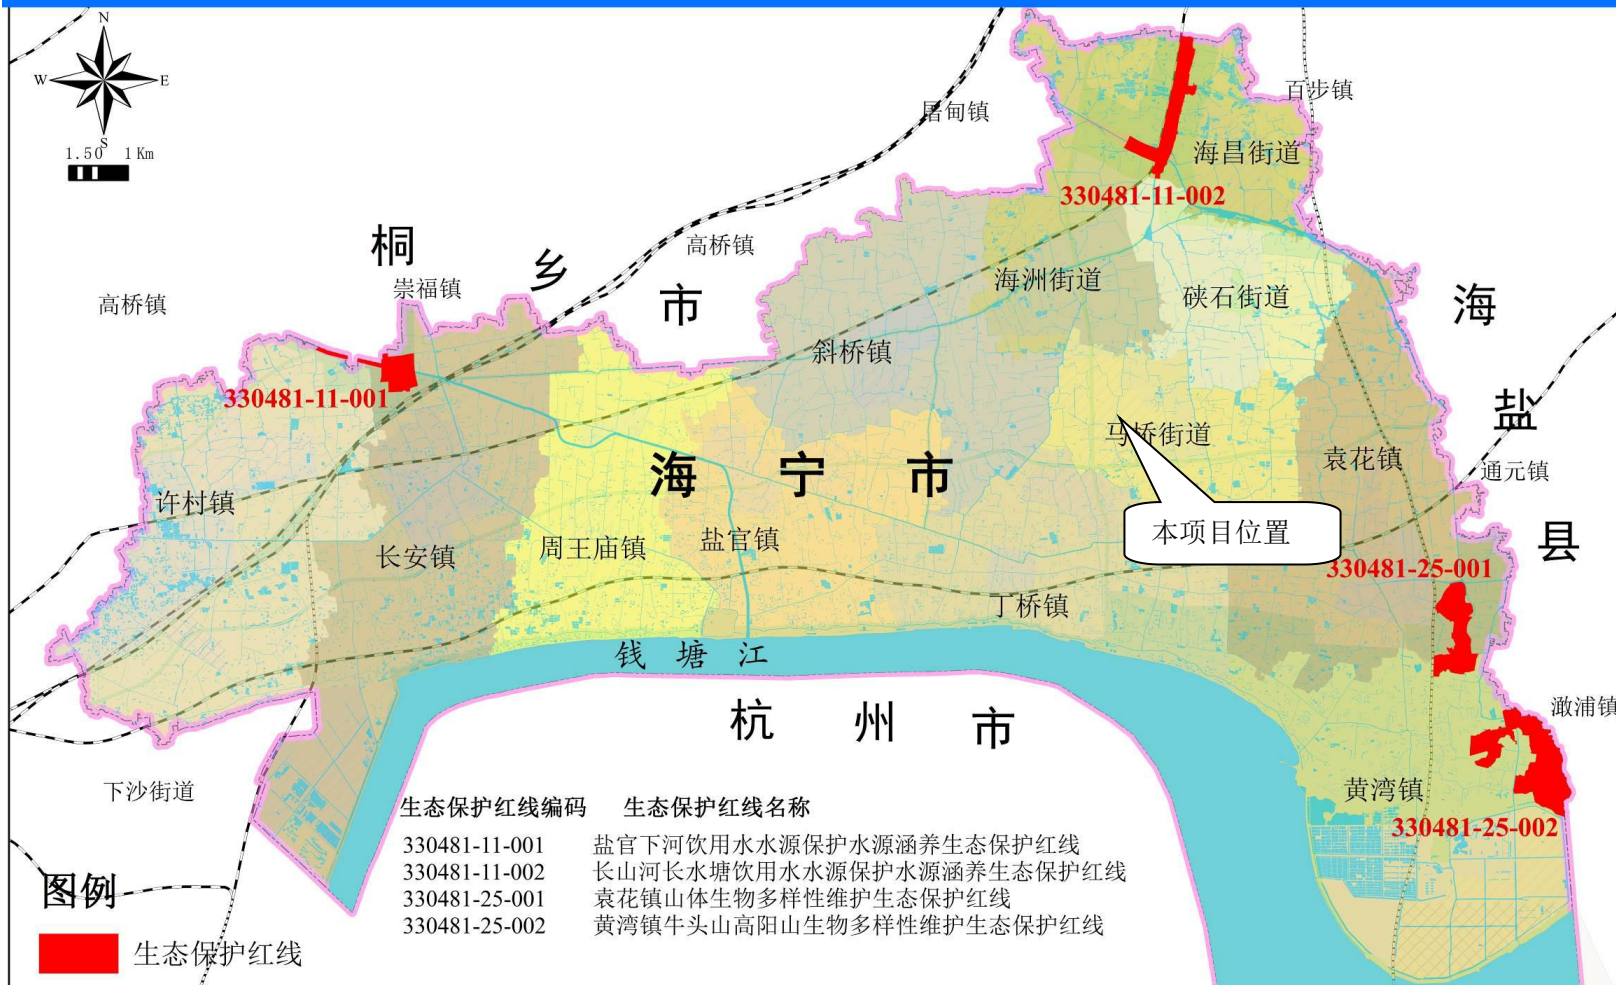 N
W
E
S
1.50 1 Km
屠甸镇
百步镇
海昌街道
330481-11-002
桐 乡 市
高桥镇
高桥镇
崇福镇
海洲街道
硖石街道
海 盐 县
斜桥镇
330481-11-001
马桥街道
袁花镇
通元镇
海 宁 市
许村镇
长安镇
周王庙镇
盐官镇
本项目位置
330481-25-001
丁桥镇
钱 塘 江
杭 州 市
澉浦镇
下沙街道
黄湾镇
330481-25-002
生态保护红线编码 生态保护红线名称
330481-11-001 盐官下河饮用水水源保护水源涵养生态保护红线
330481-11-002 长山河长水塘饮用水水源保护水源涵养生态保护红线
330481-25-001 袁花镇山体生物多样性维护生态保护红线
330481-25-002 黄湾镇牛头山高阳山生物多样性维护生态保护红线
图例
生态保护红线